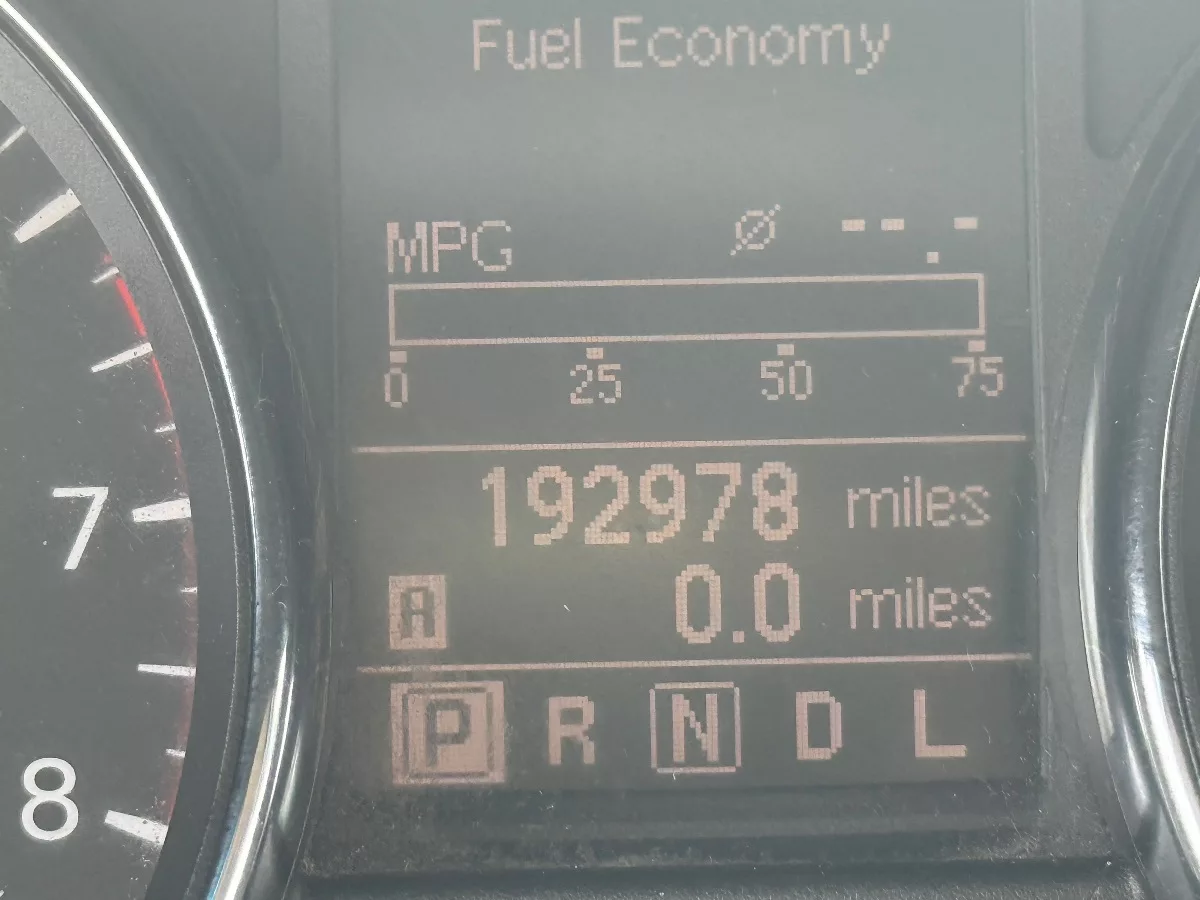 Fuel Economy
MPG Ø --.-
0 25 50 75
192978 miles
A 0.0 miles
P R N D L
7
8